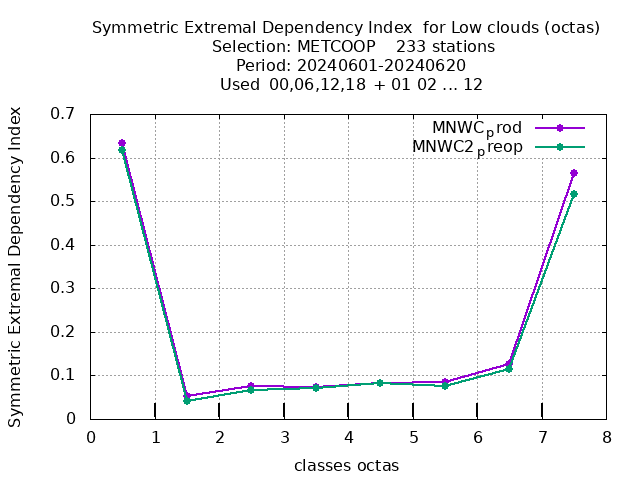 Symmetric Extremal Dependency Index  for Low clouds (octas)
Selection: METCOOP    233 stations
Period: 20240601-20240620
Used  00,06,12,18  + 01 02 ... 12
Symmetric Extremal Dependency Index
0.7
0.6
0.5
0.4
0.3
0.2
0.1
0
MNWCprod
MNWC2preop
0 1 2 3 4 5 6 7 8
classes octas